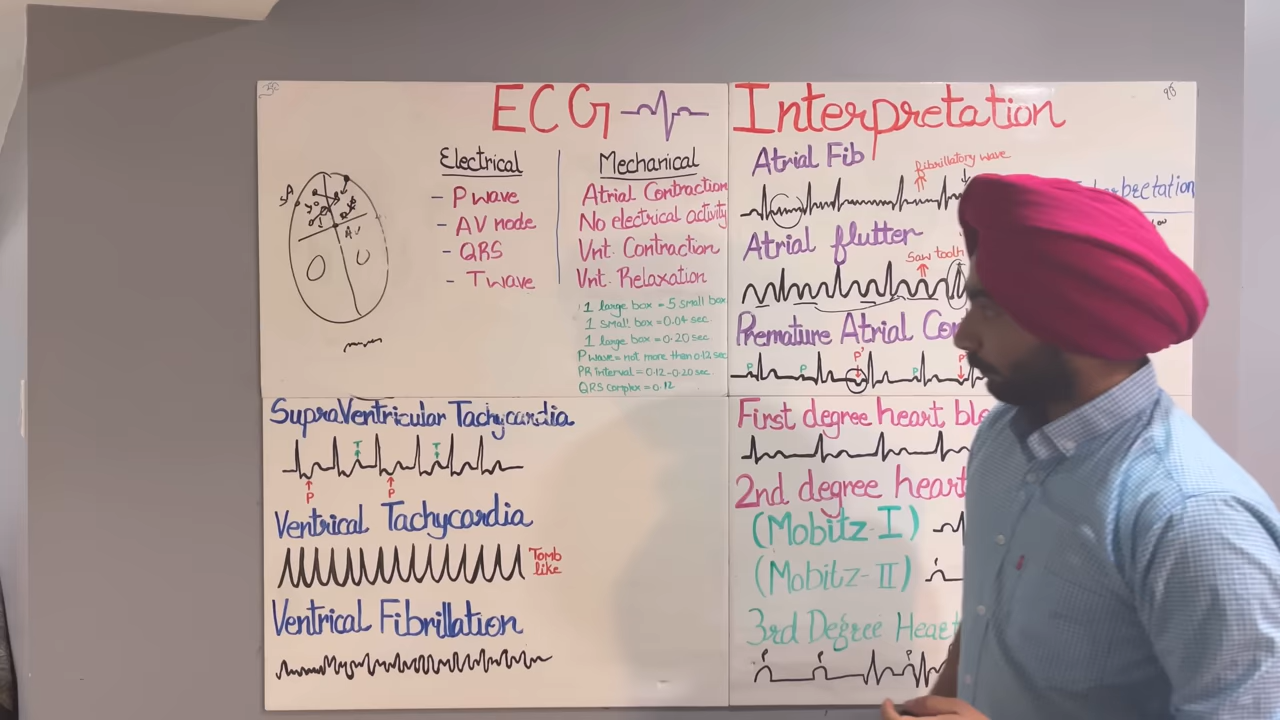 ECG Interpretation
Electrical
Mechanical
- P wave
Atrial Contraction
- AV node
No electrical activity
- QRS
Vnt. Contraction
- T wave
Vnt. Relaxation
1 large box = 5 small box
1 small box = 0.04 sec.
1 large box = 0.20 sec
P wave = not more then 0.12 sec
PR interval = 0.12-0.20 sec.
QRS complex = 0.12
Atrial Fib
Fibrillatory wave
Atrial flutter
Saw tooth
Premature Atrial Con
P P P' P P
First degree heart blo
2nd degree heart
(Mobitz-I)
(Mobitz-II)
3rd Degree Heart
P P P
SupraVentricular Tachycardia
T T
P P
Ventrical Tachycardia
Tomb
like
Ventrical Fibrillation